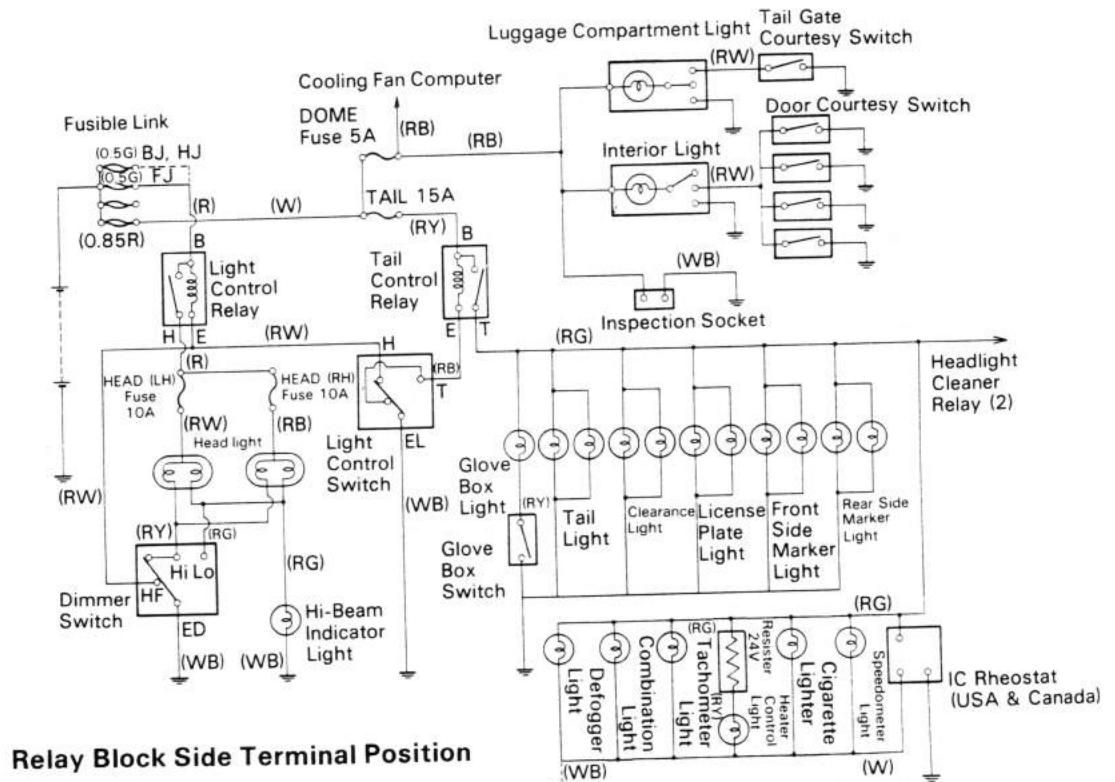 Luggage Compartment Light
Tail Gate
Courtesy Switch
(RW)
Cooling Fan Computer
DOME
Fuse 5A
(RB)
(RB)
Door Courtesy Switch
Fusible Link
(0.5G) BJ, HJ
(0.5G) FJ
Interior Light
(RW)
TAIL 15A
(R)
(W)
(RY)
(0.85R)
B
B
Light
Control
Relay
Tail
Control
Relay
(WB)
Inspection Socket
H
E
(RW)
H
E
T
(RG)
(R)
(RB)
T
HEAD (LH)
Fuse
10A
HEAD (RH)
Fuse 10A
Headlight
Cleaner
Relay (2)
(RW)
(RB)
Head light
EL
Light
Control
Switch
(RW)
(WB)
Glove
Box
Light
(RY)
Tail
Light
Clearance
Light
License
Plate
Light
Front
Side
Marker
Light
Rear Side
Marker
Light
(RY)
(RG)
(RG)
Hi Lo
HF
Dimmer
Switch
ED
Glove
Box
Switch
Hi-Beam
Indicator
Light
(WB)
(WB)
(RG)
(RG)
Defogger
Light
Combination
Light
Tachometer
Light
Resister
24V
(RY)
Heater
Control
Light
Cigarette
Lighter
Speedometer
Light
IC Rheostat
(USA & Canada)
(WB)
(W)
Relay Block Side Terminal Position